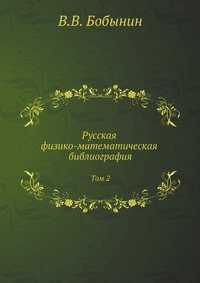 В.В. Бобынин
Русская
физико-математическая
библиография
Том 2